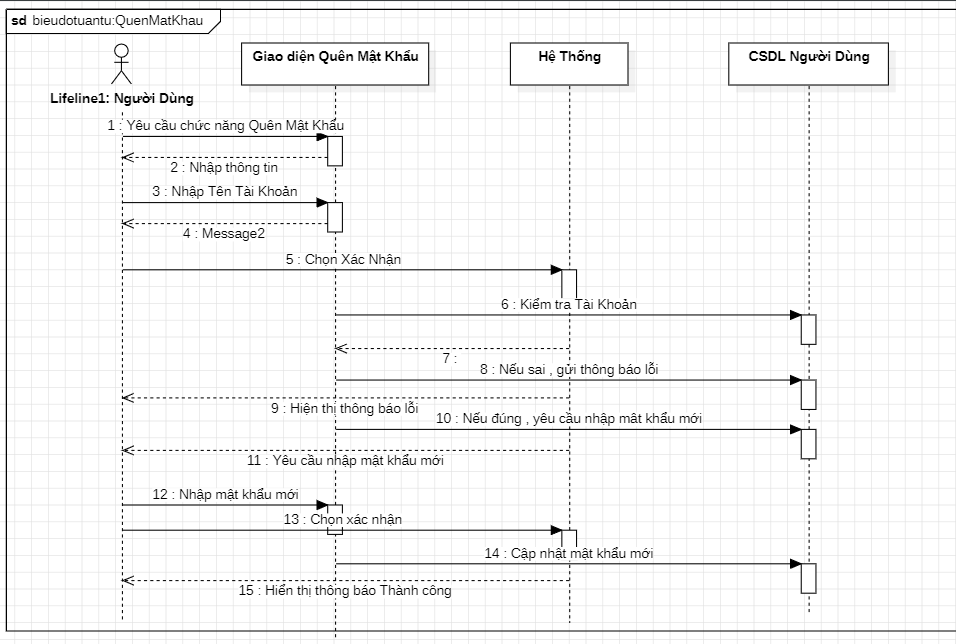 sd bieudotuantu:QuenMatKhau
Giao diện Quên Mật Khẩu
Hệ Thống
CSDL Người Dùng
Lifeline1: Người Dùng
1 : Yêu cầu chức năng Quên Mật Khẩu
2 : Nhập thông tin
3 : Nhập Tên Tài Khoản
4 : Message2
5 : Chọn Xác Nhận
6 : Kiểm tra Tài Khoản
7 :
8 : Nếu sai , gửi thông báo lỗi
9 : Hiện thị thông báo lỗi
10 : Nếu đúng , yêu cầu nhập mât khẩu mới
11 : Yêu cầu nhập mật khẩu mới
12 : Nhập mật khẩu mới
13 : Chọn xác nhận
14 : Cập nhật mật khẩu mới
15 : Hiển thị thông báo Thành công